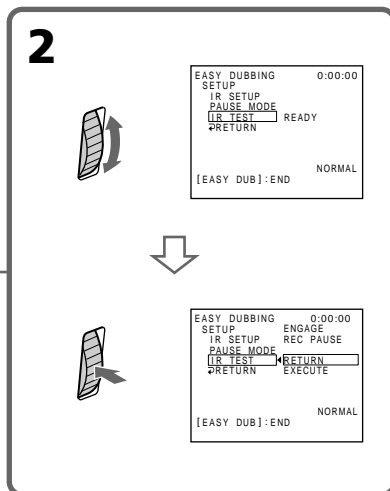 2
EASY DUBBING 0:00:00
SETUP
IR SETUP
PAUSE MODE
IR TEST READY
RETURN
NORMAL
[EASY DUB]:END
EASY DUBBING 0:00:00
SETUP ENGAGE
IR SETUP REC PAUSE
PAUSE MODE
IR TEST RETURN
RETURN EXECUTE
NORMAL
[EASY DUB]:END